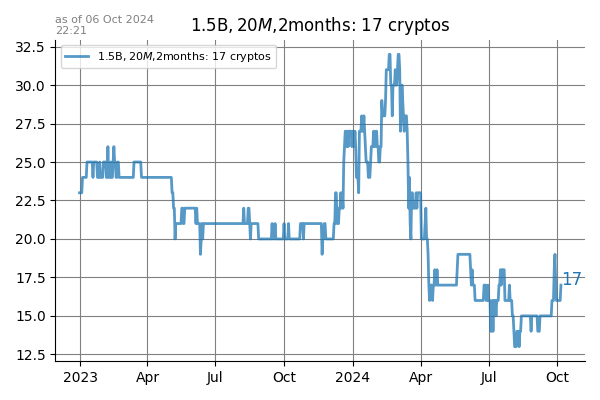 as of 06 Oct 2024
22:21
1.5B, 20M,2months: 17 cryptos
1.5B, 20M,2months: 17 cryptos
32.5
30.0
27.5
25.0
22.5
20.0
17.5
15.0
12.5
17
2023
Apr
Jul
Oct
2024
Apr
Jul
Oct